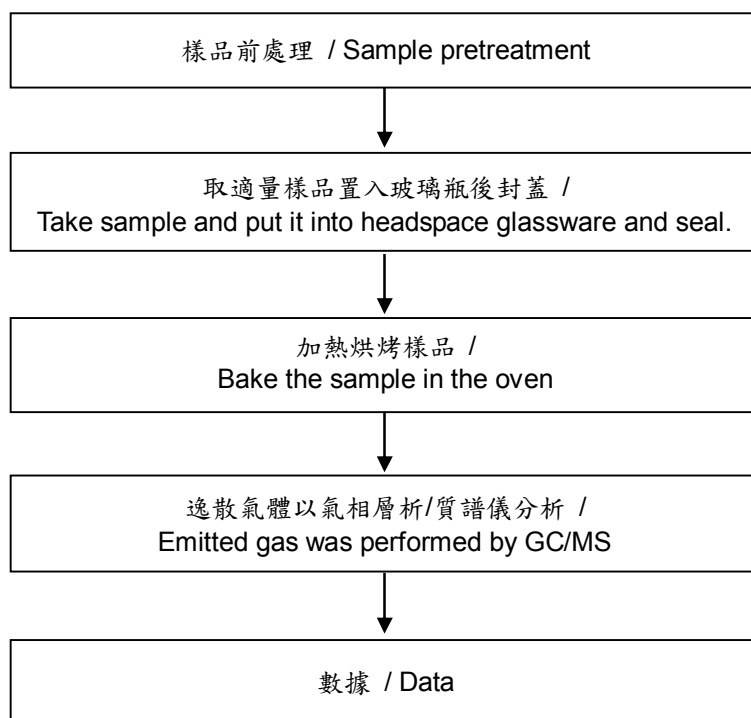 樣品前處理 / Sample pretreatment
取適量樣品置入玻璃瓶後封蓋 /
Take sample and put it into headspace glassware and seal.
加熱烘烤樣品 /
Bake the sample in the oven
逸散氣體以氣相層析/質譜儀分析 /
Emitted gas was performed by GC/MS
數據 / Data